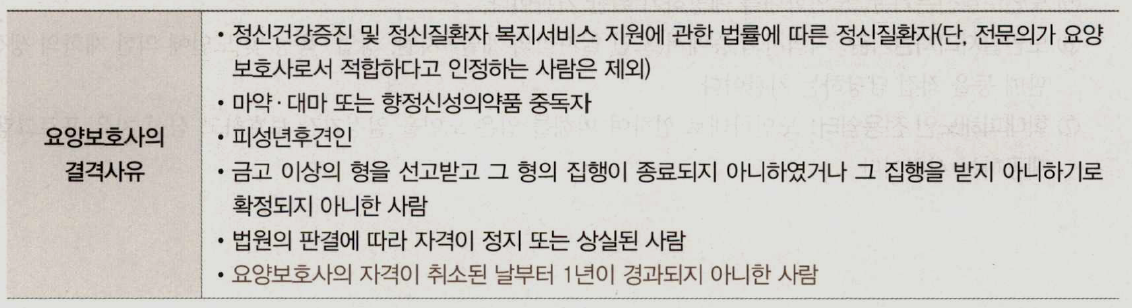 요양보호사의
결격사유
• 정신건강증진 및 정신질환자 복지서비스 지원에 관한 법률에 따른 정신질환자(단, 전문의가 요양
보호사로서 적합하다고 인정하는 사람은 제외)
• 마약·대마 또는 향정신성의약품 중독자
• 피성년후견인
• 금고 이상의 형을 선고받고 그 형의 집행이 종료되지 아니하였거나 그 집행을 받지 아니하기로
확정되지 아니한 사람
• 법원의 판결에 따라 자격이 정지 또는 상실된 사람
• 요양보호사의 자격이 취소된 날부터 1년이 경과되지 아니한 사람